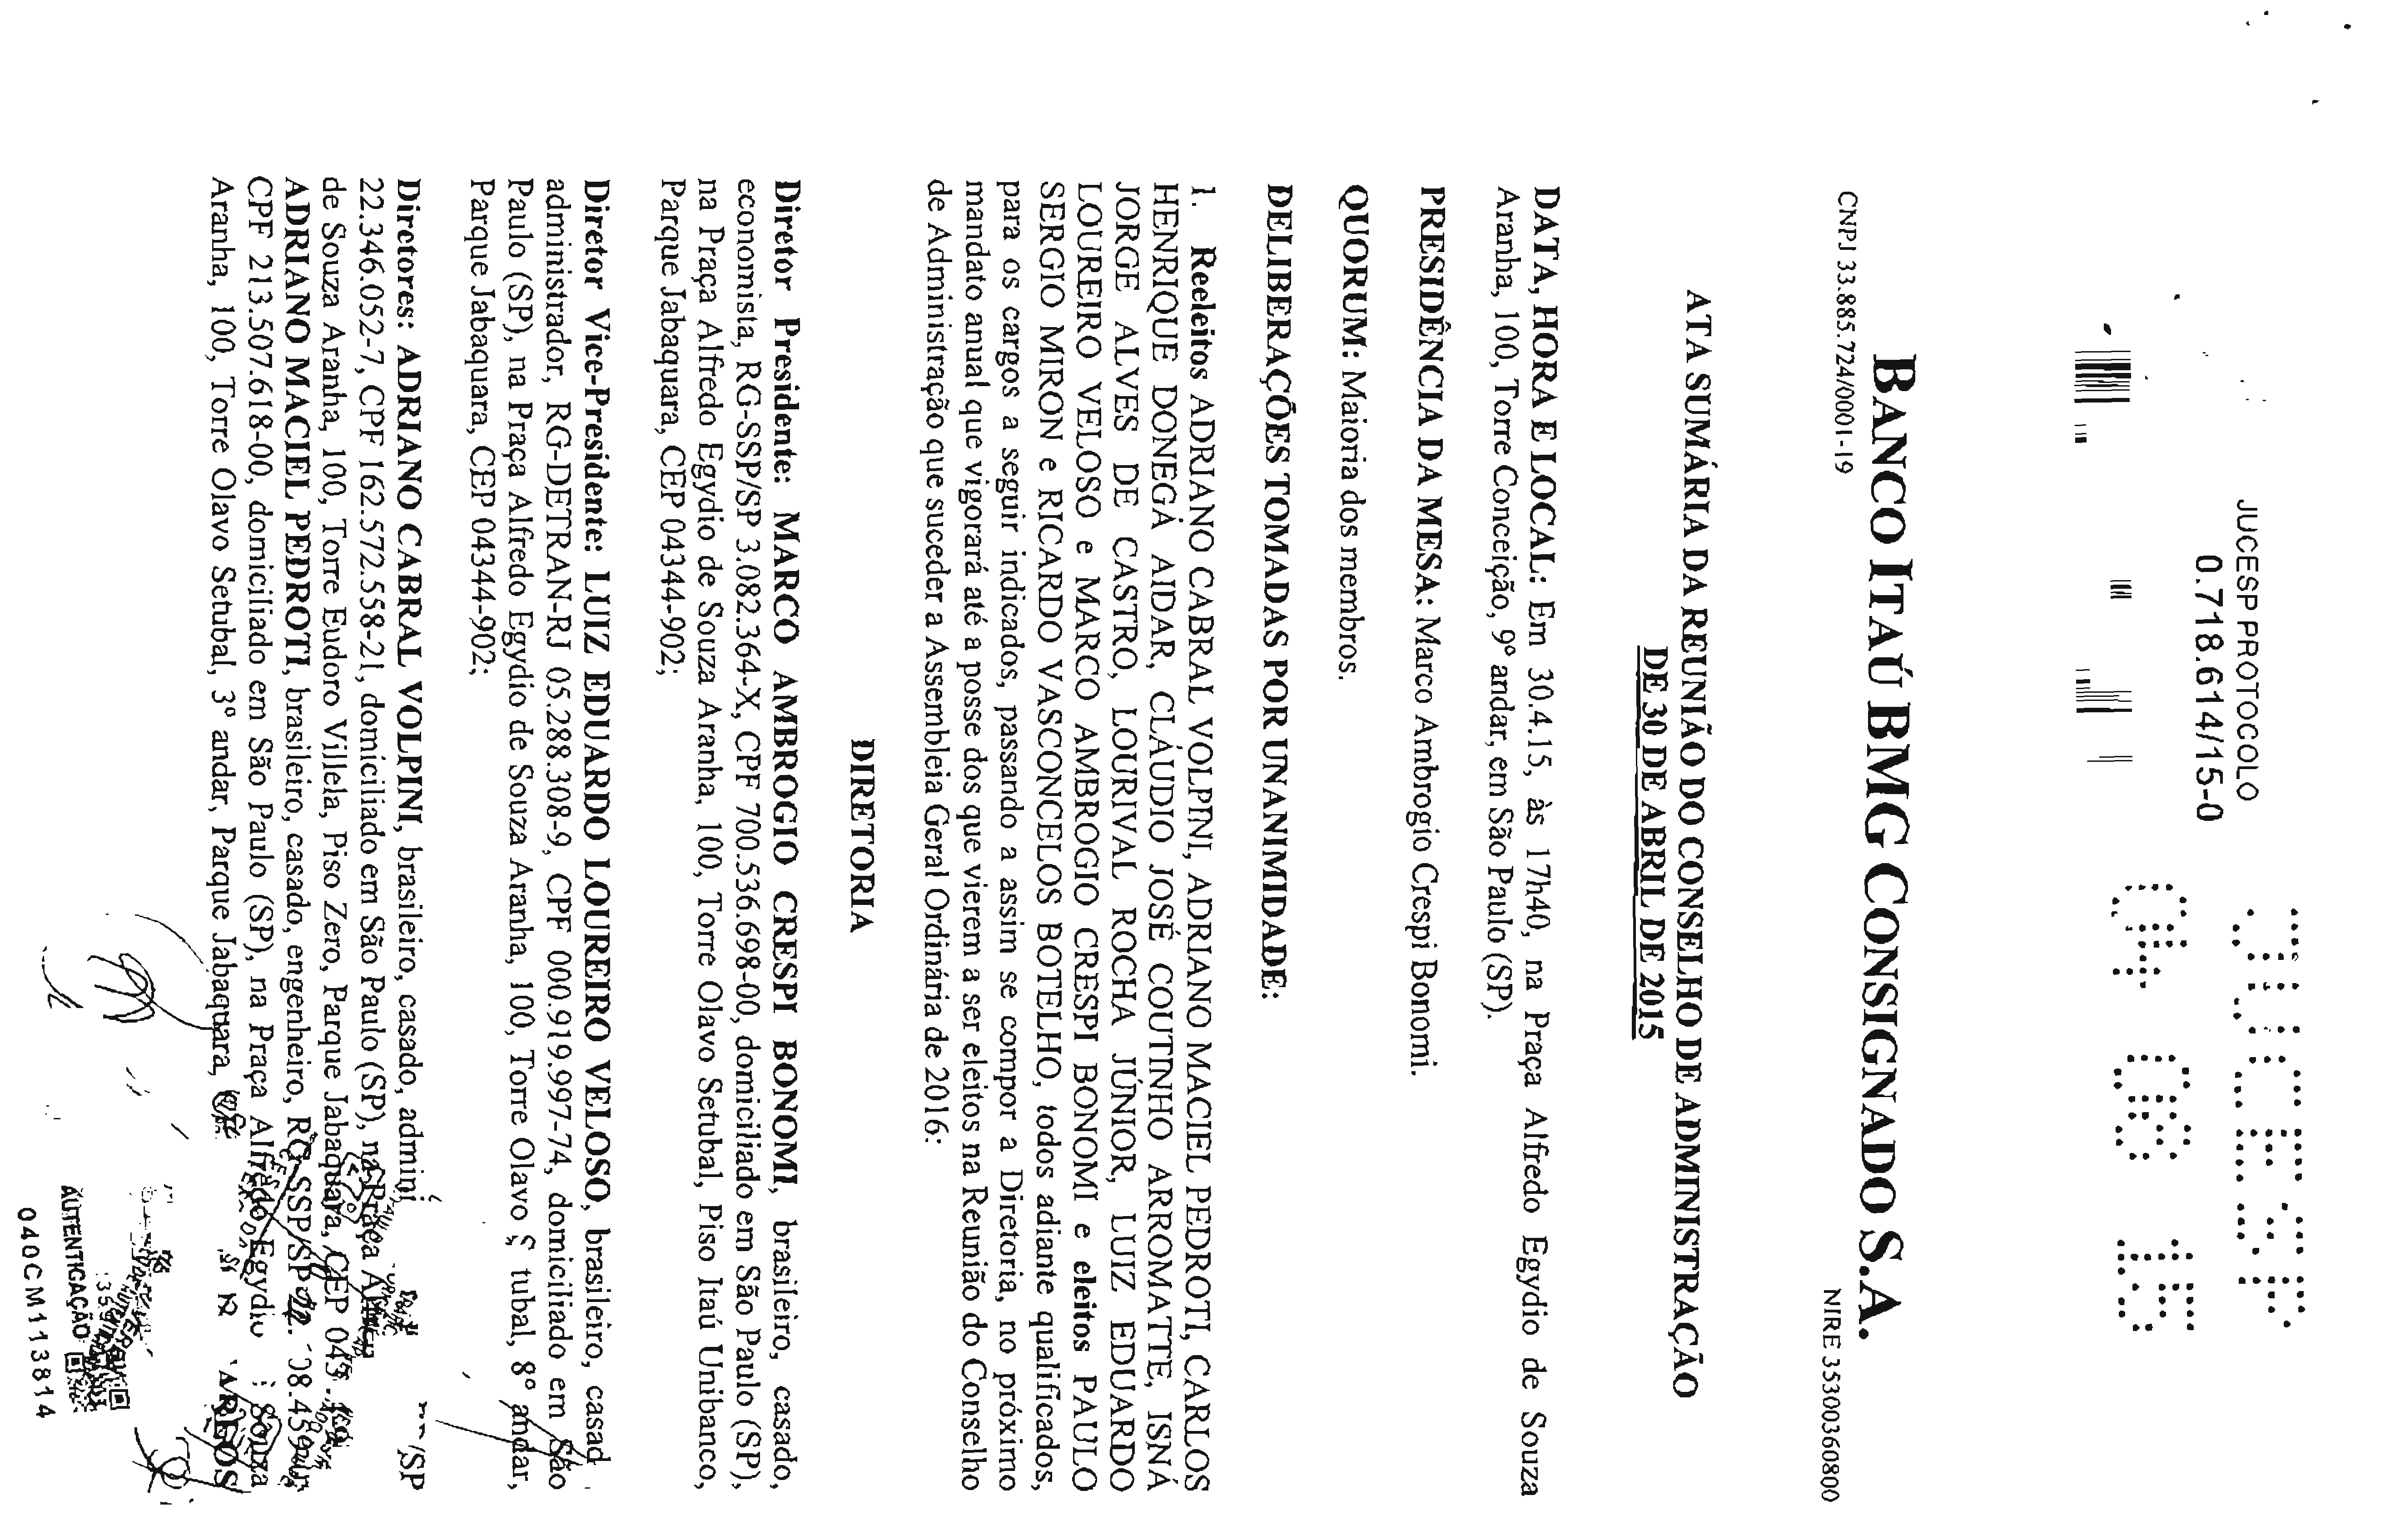 JUCESP PROTOCOLO
0.718.614/15-0
JUCESP
04 08 15
BANCO ITAÚ BMG CONSIGNADO S.A.
CNPJ 33.885.724/0001-19 NIRE 35300360800
ATA SUMÁRIA DA REUNIÃO DO CONSELHO DE ADMINISTRAÇÃO
DE 30 DE ABRIL DE 2015
DATA, HORA E LOCAL: Em 30.4.15, às 17h40, na Praça Alfredo Egydio de Souza
Aranha, 100, Torre Conceição, 9º andar, em São Paulo (SP).
PRESIDÊNCIA DA MESA: Marco Ambrogio Crespi Bonomi.
QUORUM: Maioria dos membros.
DELIBERAÇÕES TOMADAS POR UNANIMIDADE:
1. Reeleitos ADRIANO CABRAL VOLPINI, ADRIANO MACIEL PEDROTI, CARLOS
HENRIQUE DONEGÁ AIDAR, CLÁUDIO JOSÉ COUTINHO ARROMATTE, ISNÁ
JORGE ALVES DE CASTRO, LOURIVAL ROCHA JÚNIOR, LUIZ EDUARDO
LOUREIRO VELOSO e MARCO AMBROGIO CRESPI BONOMI e eleitos PAULO
SERGIO MIRON e RICARDO VASCONCELOS BOTELHO, todos adiante qualificados,
para os cargos a seguir indicados, passando a assim se compor a Diretoria, no próximo
mandato anual que vigorará até a posse dos que vierem a ser eleitos na Reunião do Conselho
de Administração que suceder a Assembleia Geral Ordinária de 2016:
DIRETORIA
Diretor Presidente: MARCO AMBROGIO CRESPI BONOMI, brasileiro, casado,
economista, RG-SSP/SP 3.082.364-X, CPF 700.536.698-00, domiciliado em São Paulo (SP),
na Praça Alfredo Egydio de Souza Aranha, 100, Torre Olavo Setubal, Piso Itaú Unibanco,
Parque Jabaquara, CEP 04344-902;
Diretor Vice-Presidente: LUIZ EDUARDO LOUREIRO VELOSO, brasileiro, casad
administrador, RG-DETRAN-RJ 05.288.308-9, CPF 000.919.997-74, domiciliado em São
Paulo (SP), na Praça Alfredo Egydio de Souza Aranha, 100, Torre Olavo S tubal, 8º andar,
Parque Jabaquara, CEP 04344-902;
Diretores: ADRIANO CABRAL VOLPINI, brasileiro, casado, admini /SP
22.346.052-7, CPF 162.572.558-21, domiciliado em São Paulo (SP), na Praça
de Souza Aranha, 100, Torre Eudoro Villela, Piso Zero, Parque Jabaquara, CEP
ADRIANO MACIEL PEDROTI, brasileiro, casado, engenheiro, RG-SSP/SP
CPF 213.507.618-00, domiciliado em São Paulo (SP), na Praça Alfredo Egydio Souza
Aranha, 100, Torre Olavo Setubal, 3º andar, Parque Jabaquara,
AUTENTICAÇÃO
040CM113814